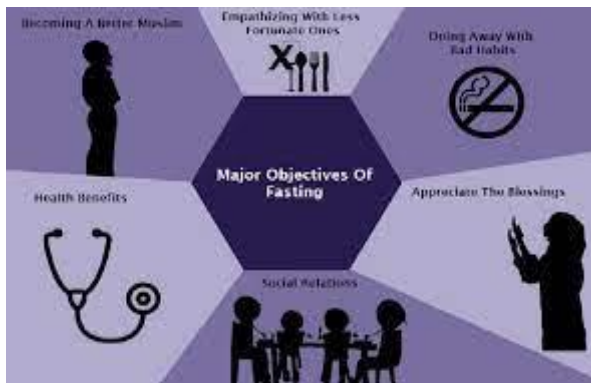 Becoming A Better Muslim
Empathizing With Less
Fortunate Ones
Doing Away With
Bad Habits
Major Objectives Of
Fasting
Health Benefits
Appreciate The Blessings
Social Relations